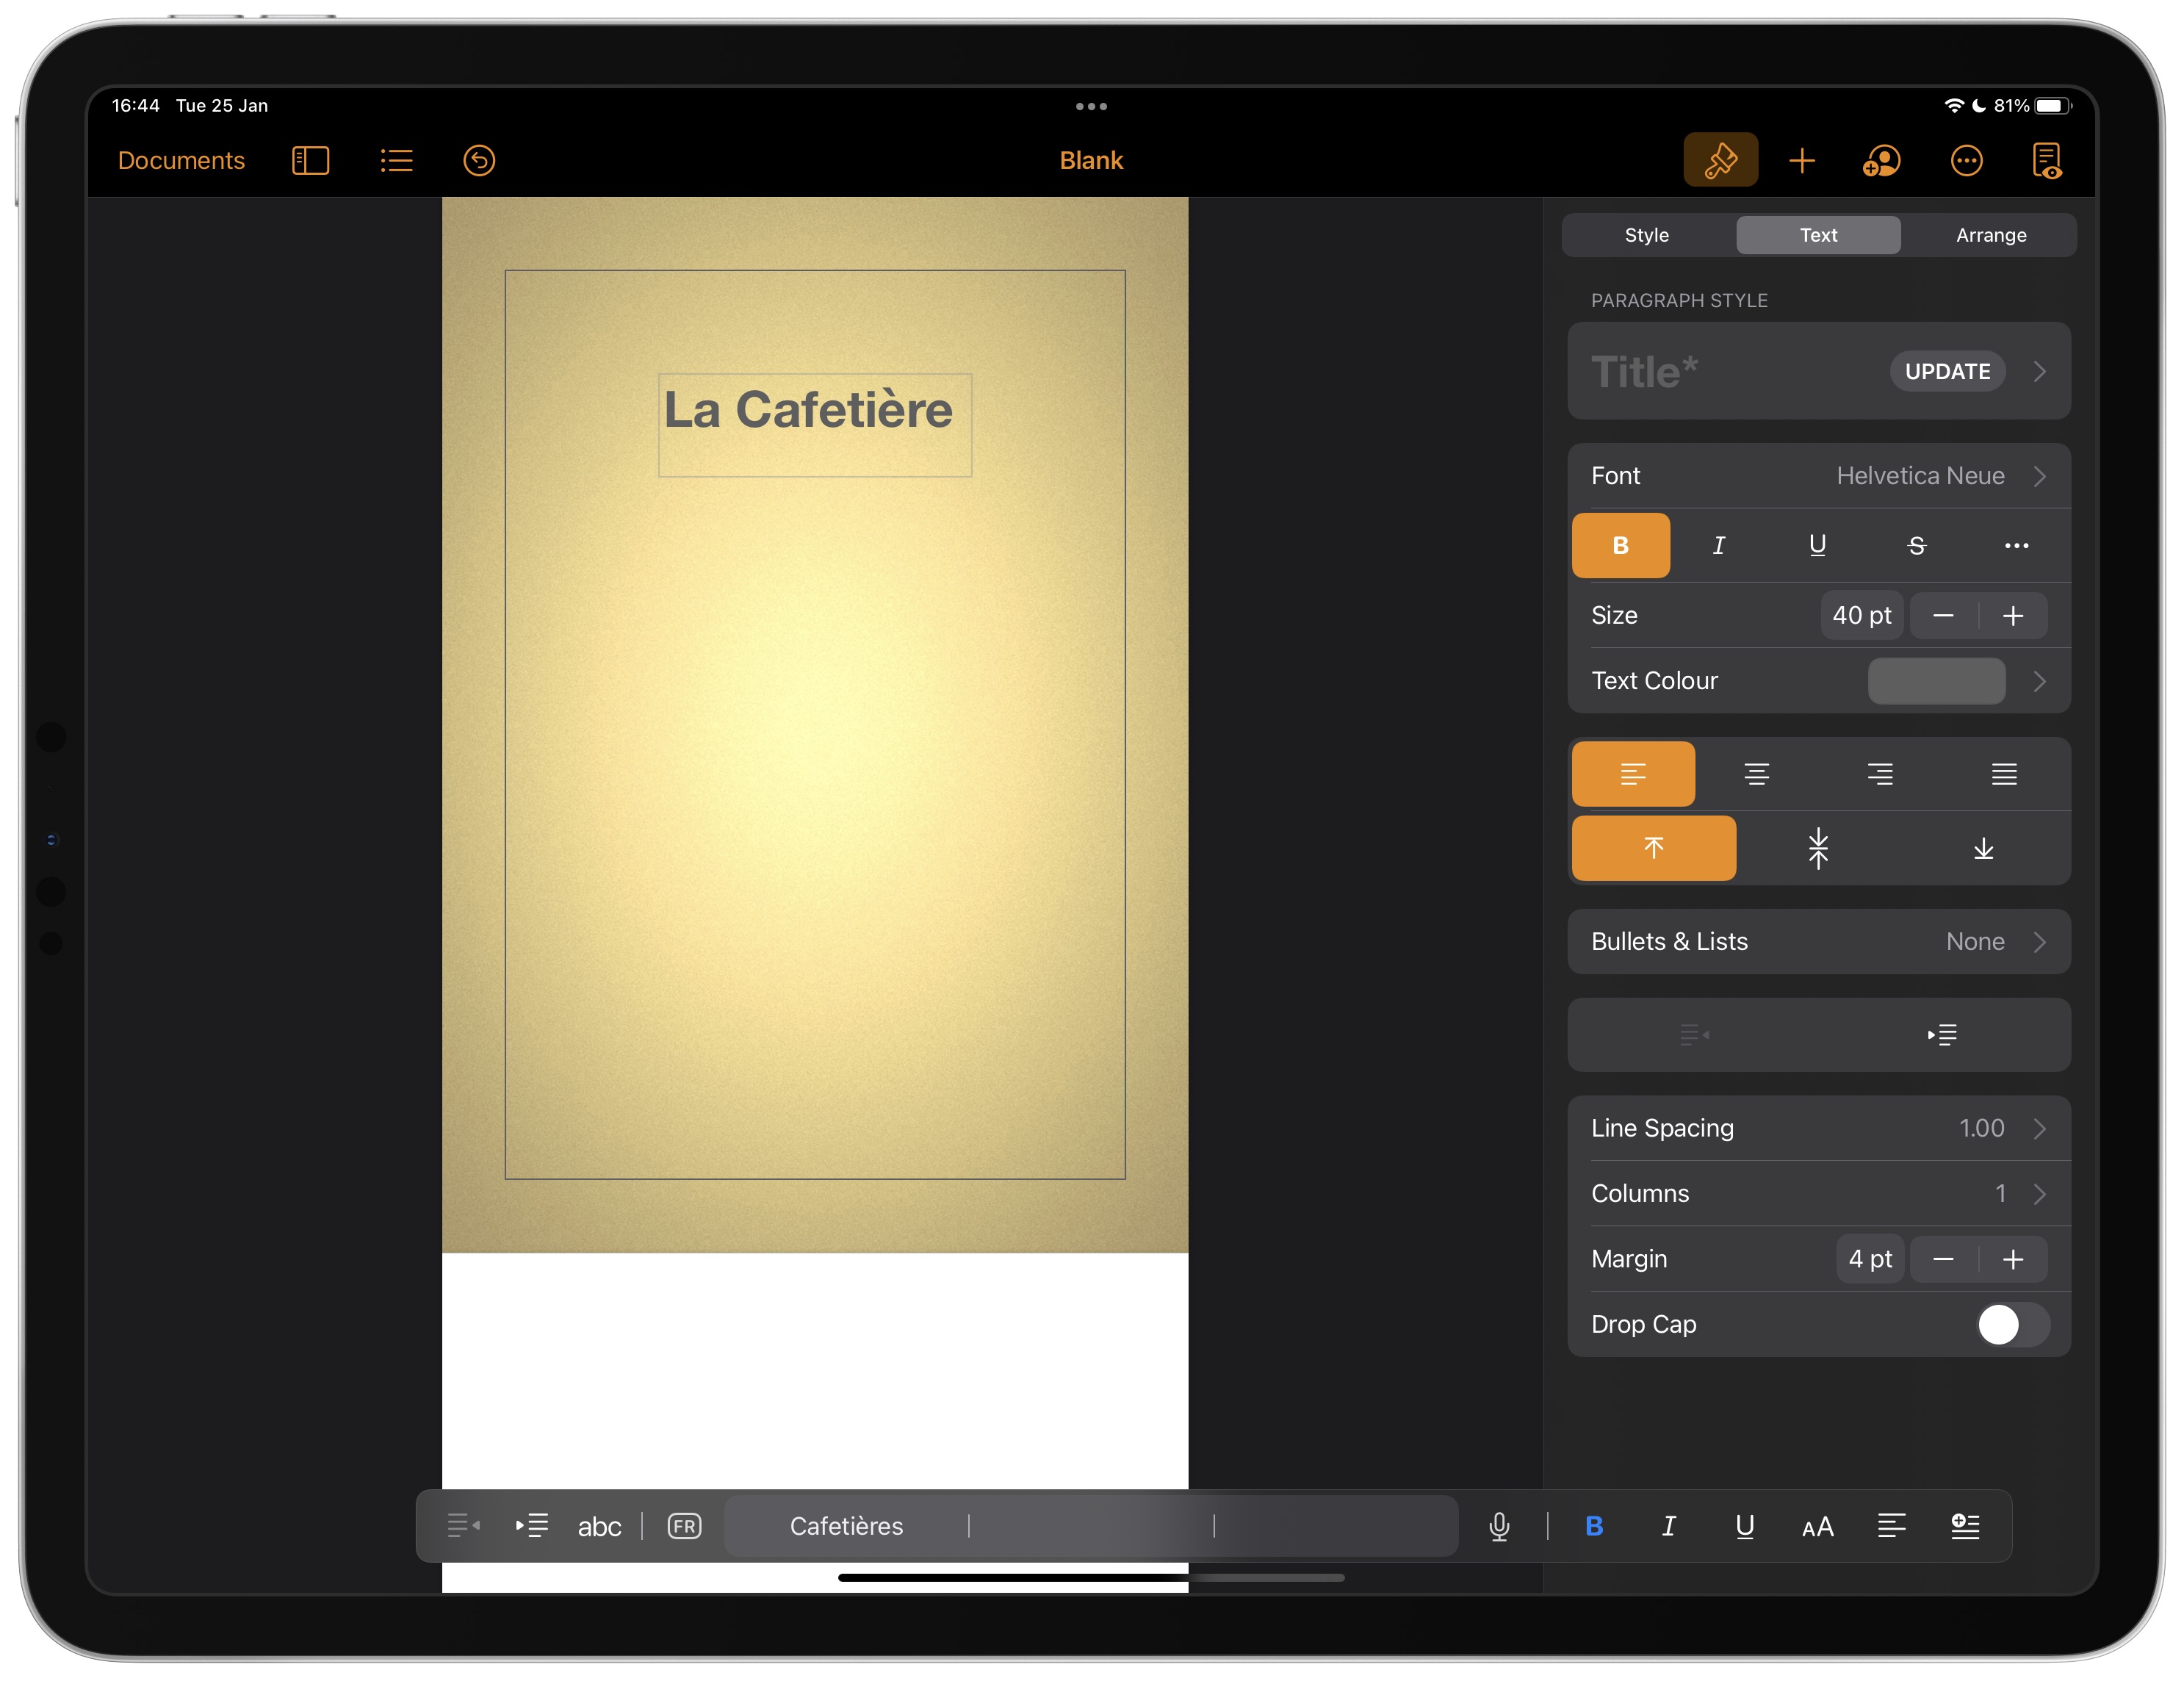 16:44 Tue 25 Jan
81%
Documents
Blank
Style Text Arrange
La Cafetière
PARAGRAPH STYLE
Title* UPDATE
Font Helvetica Neue
B I U S
Size 40 pt
Text Colour
Bullets & Lists None
Line Spacing 1.00
Columns 1
Margin 4 pt
Drop Cap
abc FR Cafetières B I U AA